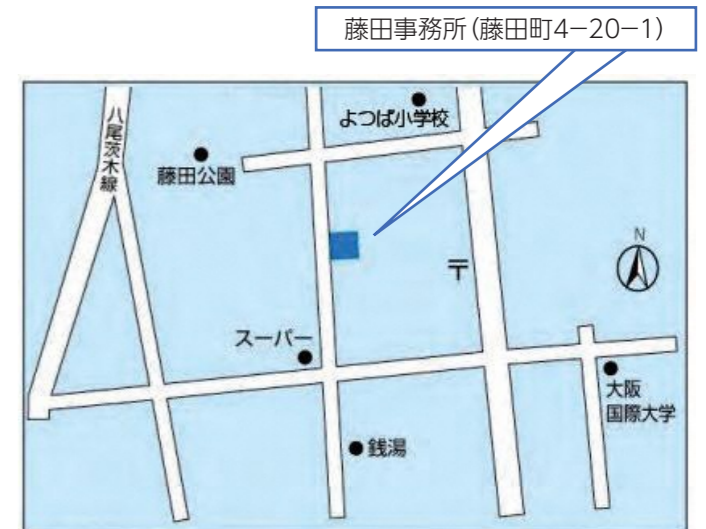 藤田事務所(藤田町4−20−1)
よつば小学校
八尾茨木線
藤田公園
N
〒
スーパー
大阪
国際大学
銭湯